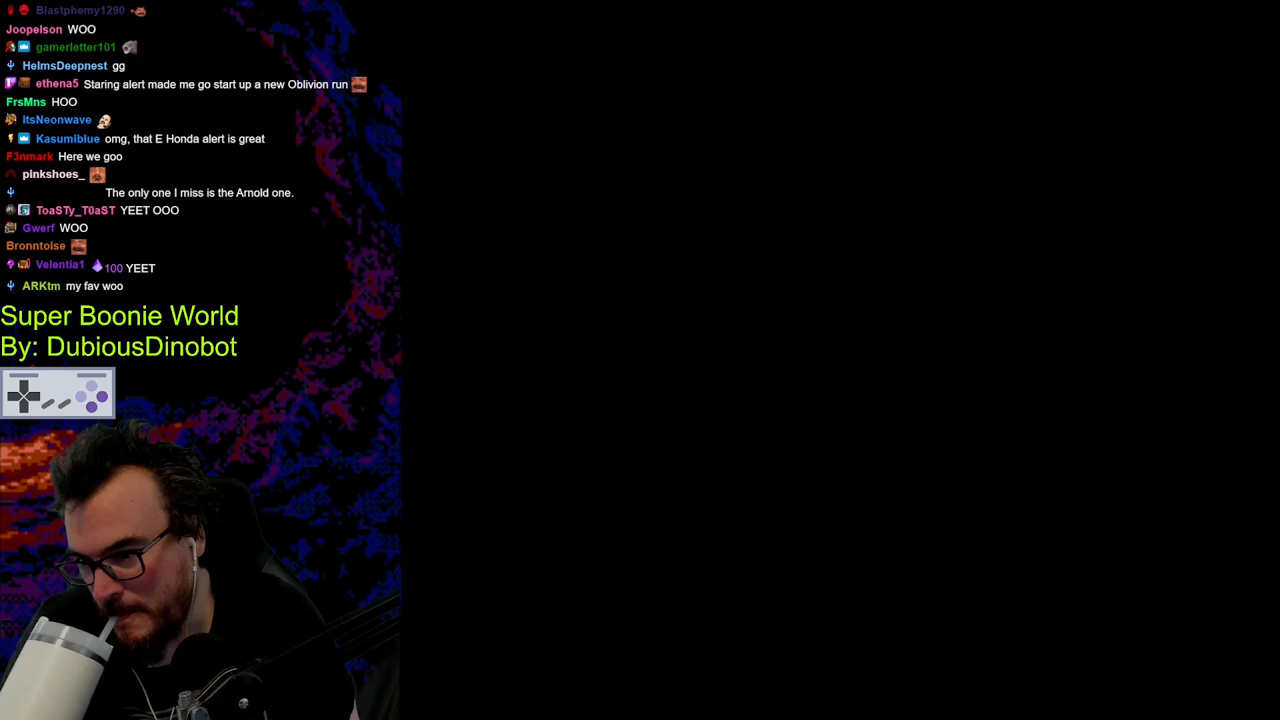 Blastphemy1290
Joopelson WOO
gamerletter101
HelmsDeepnest gg
ethena5 Staring alert made me go start up a new Oblivion run
FrsMns HOO
ItsNeonwave
Kasumiblue omg, that E Honda alert is great
F3nmark Here we goo
pinkshoes_
The only one I miss is the Arnold one.
ToaSTy_T0aST YEET OOO
Gwerf WOO
Bronntoise
Velentia1 100 YEET
ARKtm my fav woo
Super Boonie World
By: DubiousDinobot